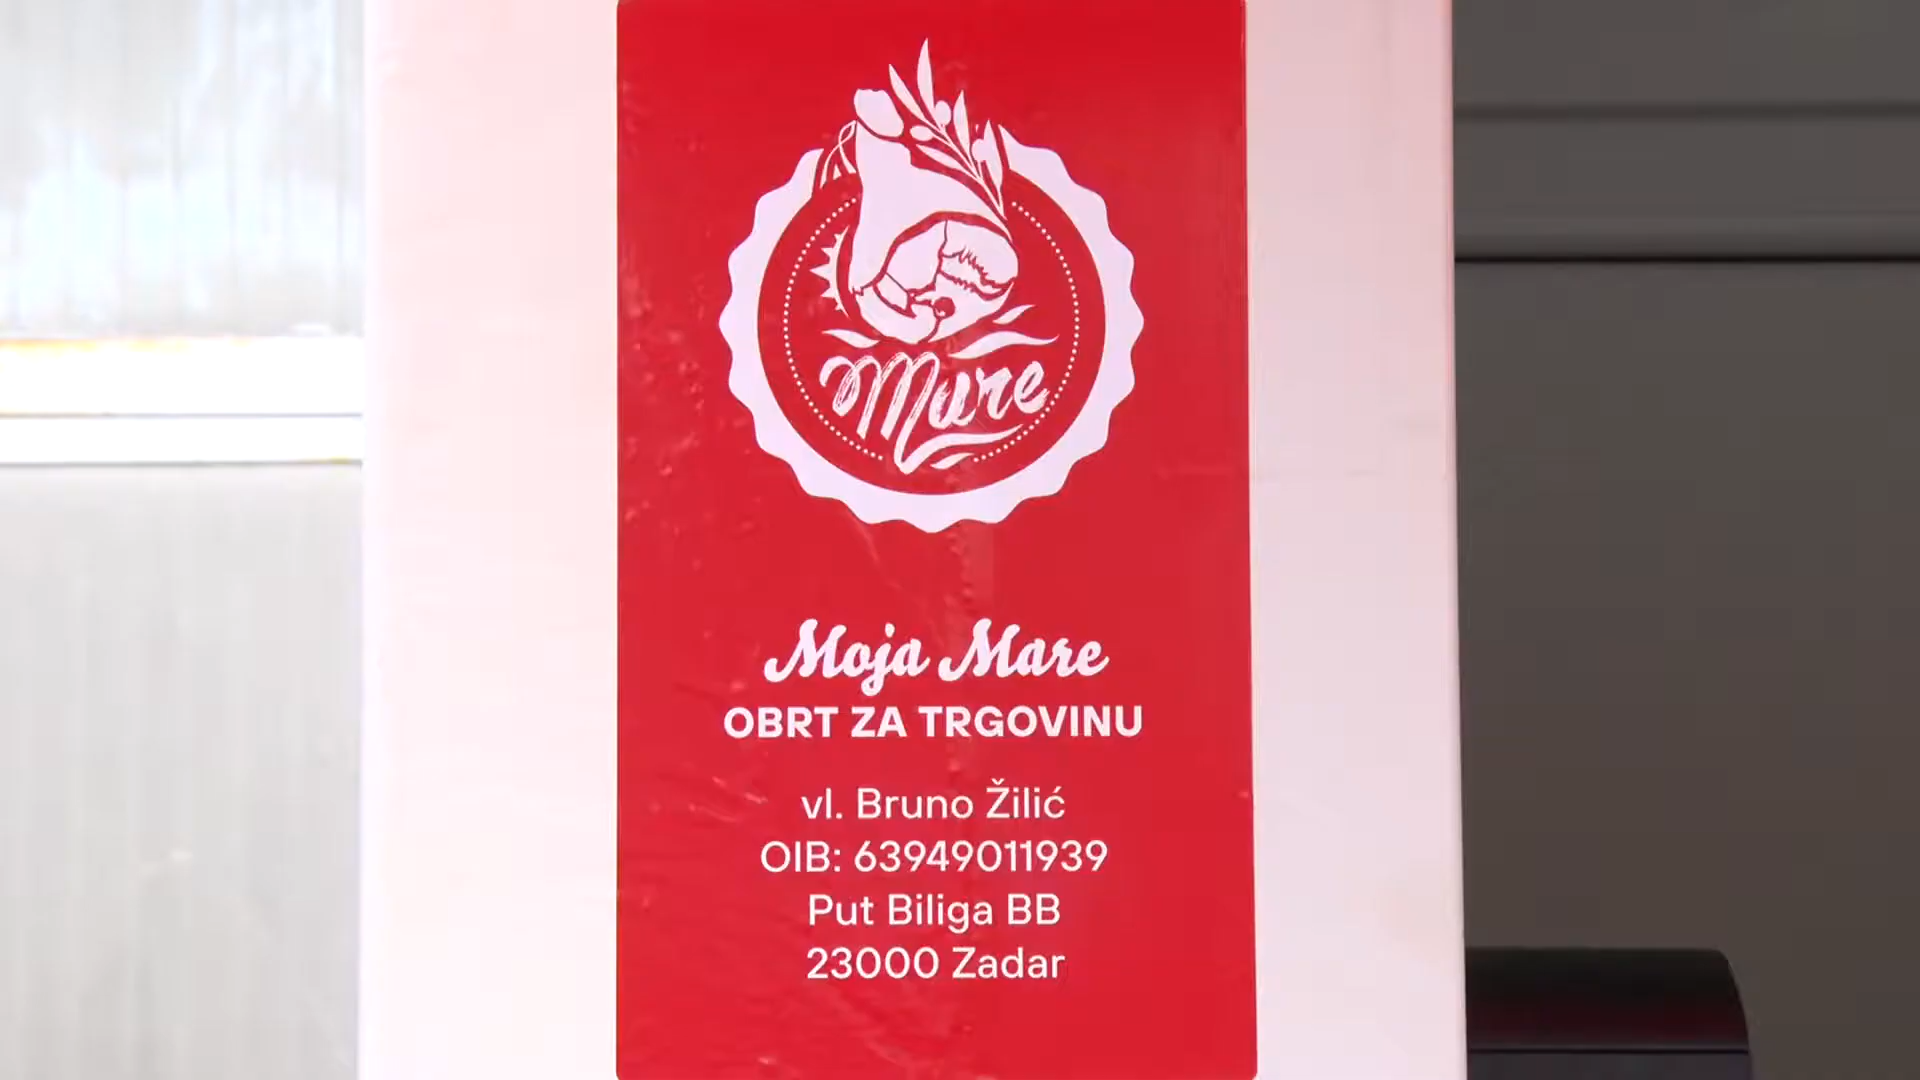 Mare
Moja Mare
OBRT ZA TRGOVINU
vl. Bruno Žilić
OIB: 63949011939
Put Biliga BB
23000 Zadar